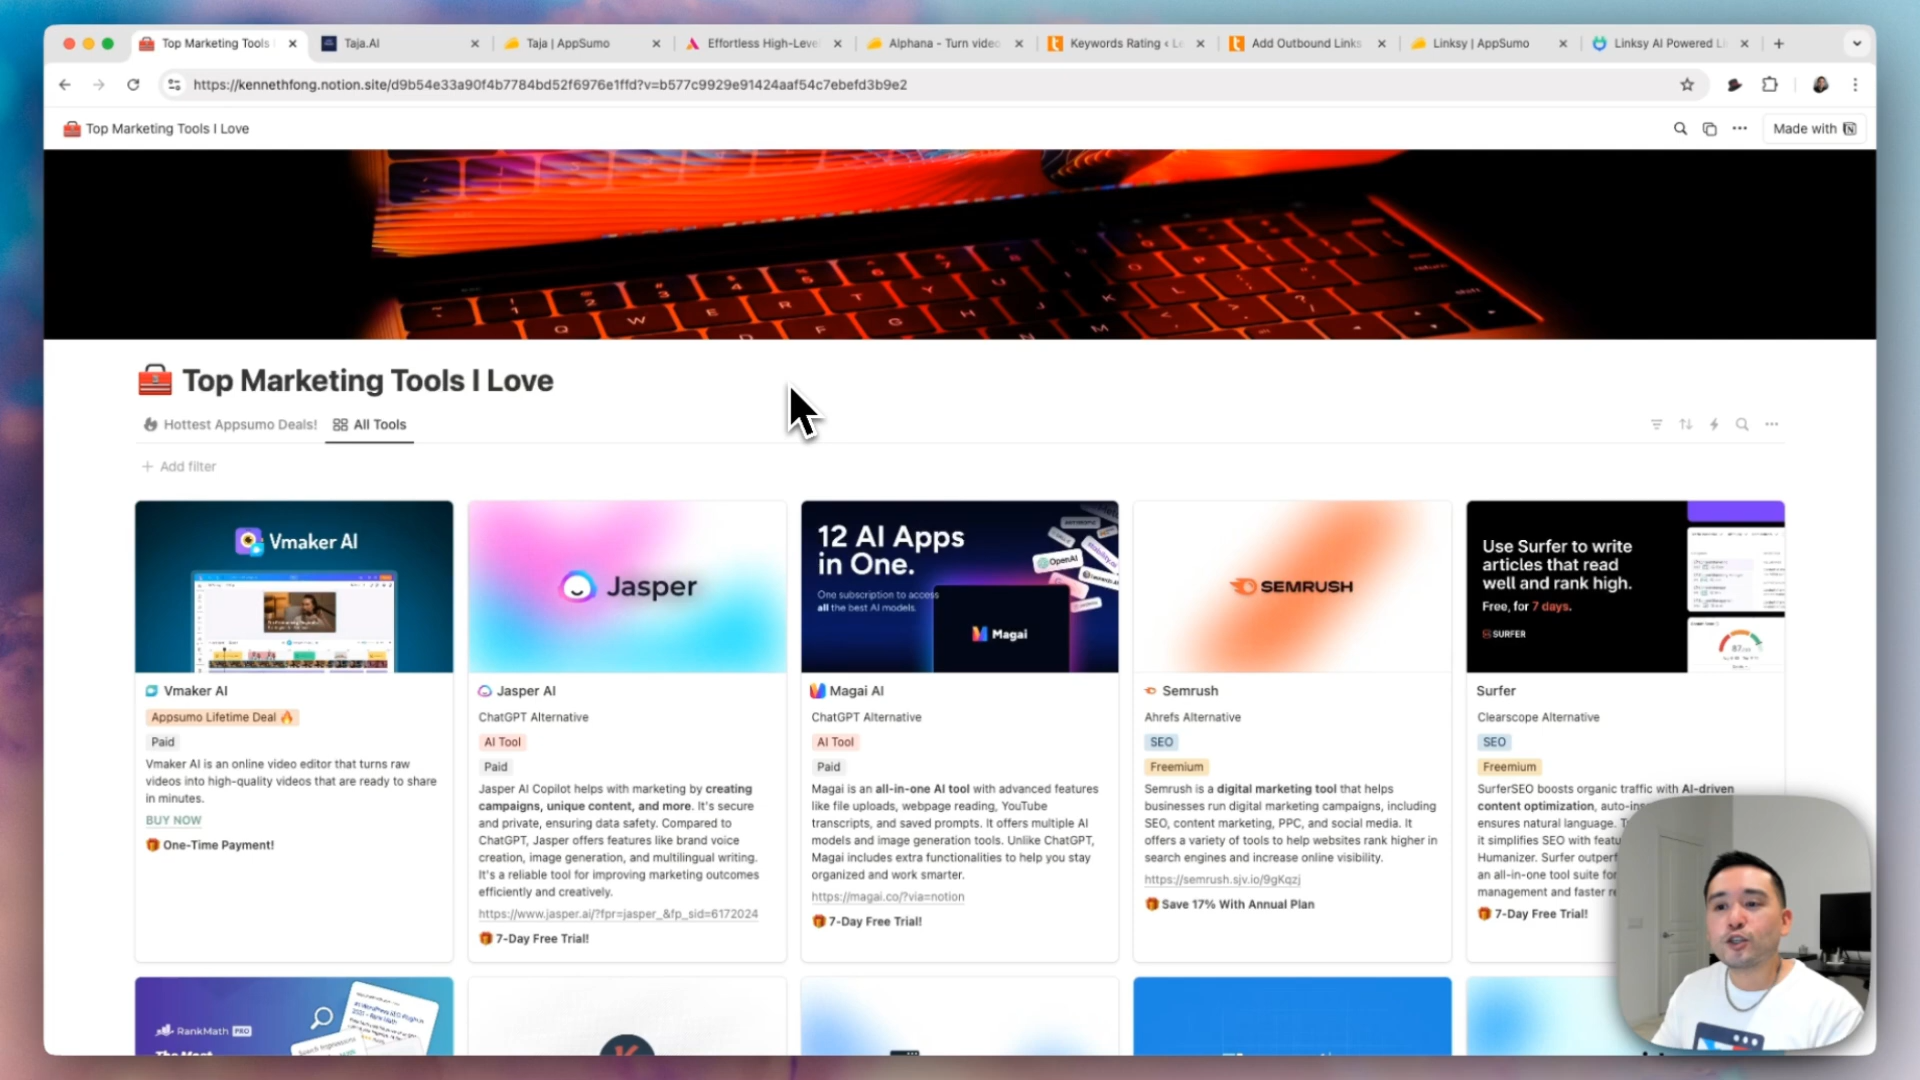 Top Marketing Tools
Taja.AI
Taja | AppSumo
Effortless High-Leve
Alphana - Turn video
Keywords Rating ‹ Le
Add Outbound Links
Linksy | AppSumo
Linksy AI Powered Li
https://kennethfong.notion.site/d9b54e33a90f4b7784bd52f6976e1ffd?v=b577c9929e91424aaf54c7ebefd3b9e2
Top Marketing Tools I Love
Made with
Top Marketing Tools I Love
Hottest Appsumo Deals!
All Tools
Add filter
Vmaker AI
Vmaker AI
Appsumo Lifetime Deal
Paid
Vmaker AI is an online video editor that turns raw
videos into high-quality videos that are ready to share
in minutes.
BUY NOW
One-Time Payment!
Jasper
Jasper AI
ChatGPT Alternative
AI Tool
Paid
Jasper AI Copilot helps with marketing by creating
campaigns, unique content, and more. It's secure
and private, ensuring data safety. Compared to
ChatGPT, Jasper offers features like brand voice
creation, image generation, and multilingual writing.
It's a reliable tool for improving marketing outcomes
efficiently and creatively.
https://www.jasper.ai/?fpr=jasper_&fp_sid=6172024
7-Day Free Trial!
12 AI Apps
in One.
One subscription to access
all the best AI models.
OpenAI
Magai
Magai AI
ChatGPT Alternative
AI Tool
Paid
Magai is an all-in-one AI tool with advanced features
like file uploads, webpage reading, YouTube
transcripts, and saved prompts. It offers multiple AI
models and image generation tools. Unlike ChatGPT,
Magai includes extra functionalities to help you stay
organized and work smarter.
https://magai.co/?via=notion
7-Day Free Trial!
SEMRUSH
Semrush
Ahrefs Alternative
SEO
Freemium
Semrush is a digital marketing tool that helps
businesses run digital marketing campaigns, including
SEO, content marketing, PPC, and social media. It
offers a variety of tools to help websites rank higher in
search engines and increase online visibility.
https://semrush.sjv.io/9gKqzj
Save 17% With Annual Plan
Use Surfer to write
articles that read
well and rank high.
Free, for 7 days.
SURFER
Surfer
Clearscope Alternative
SEO
Freemium
SurferSEO boosts organic traffic with AI-driven
content optimization, auto-ins
ensures natural language. T
it simplifies SEO with featu
Humanizer. Surfer outperf
an all-in-one tool suite for
management and faster re
7-Day Free Trial!
RankMath PRO
The Most